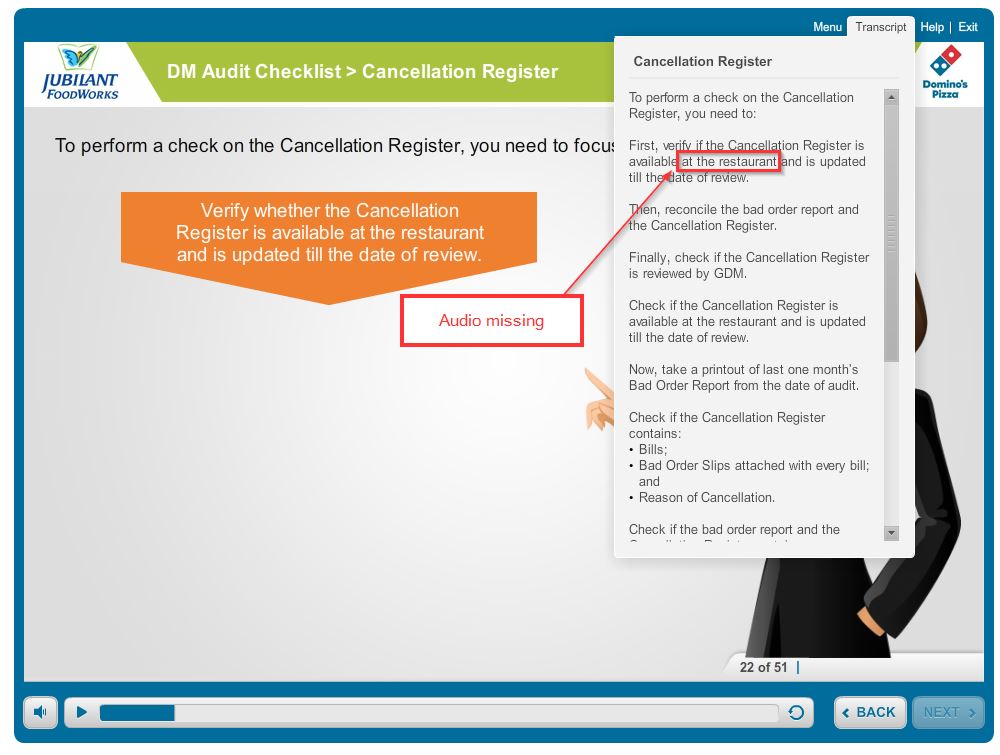 Menu Transcript Help | Exit
JUBILANT
FOODWORKS
DM Audit Checklist > Cancellation Register
Domino's
Pizza
To perform a check on the Cancellation Register, you need to focus
Verify whether the Cancellation
Register is available at the restaurant
and is updated till the date of review.
Audio missing
Cancellation Register
To perform a check on the Cancellation
Register, you need to:
First, verify if the Cancellation Register is
available at the restaurant and is updated
till the date of review.
Then, reconcile the bad order report and
the Cancellation Register.
Finally, check if the Cancellation Register
is reviewed by GDM.
Check if the Cancellation Register is
available at the restaurant and is updated
till the date of review.
Now, take a printout of last one month's
Bad Order Report from the date of audit.
Check if the Cancellation Register
contains:
• Bills;
• Bad Order Slips attached with every bill;
and
• Reason of Cancellation.
Check if the bad order report and the
22 of 51 |
BACK
NEXT